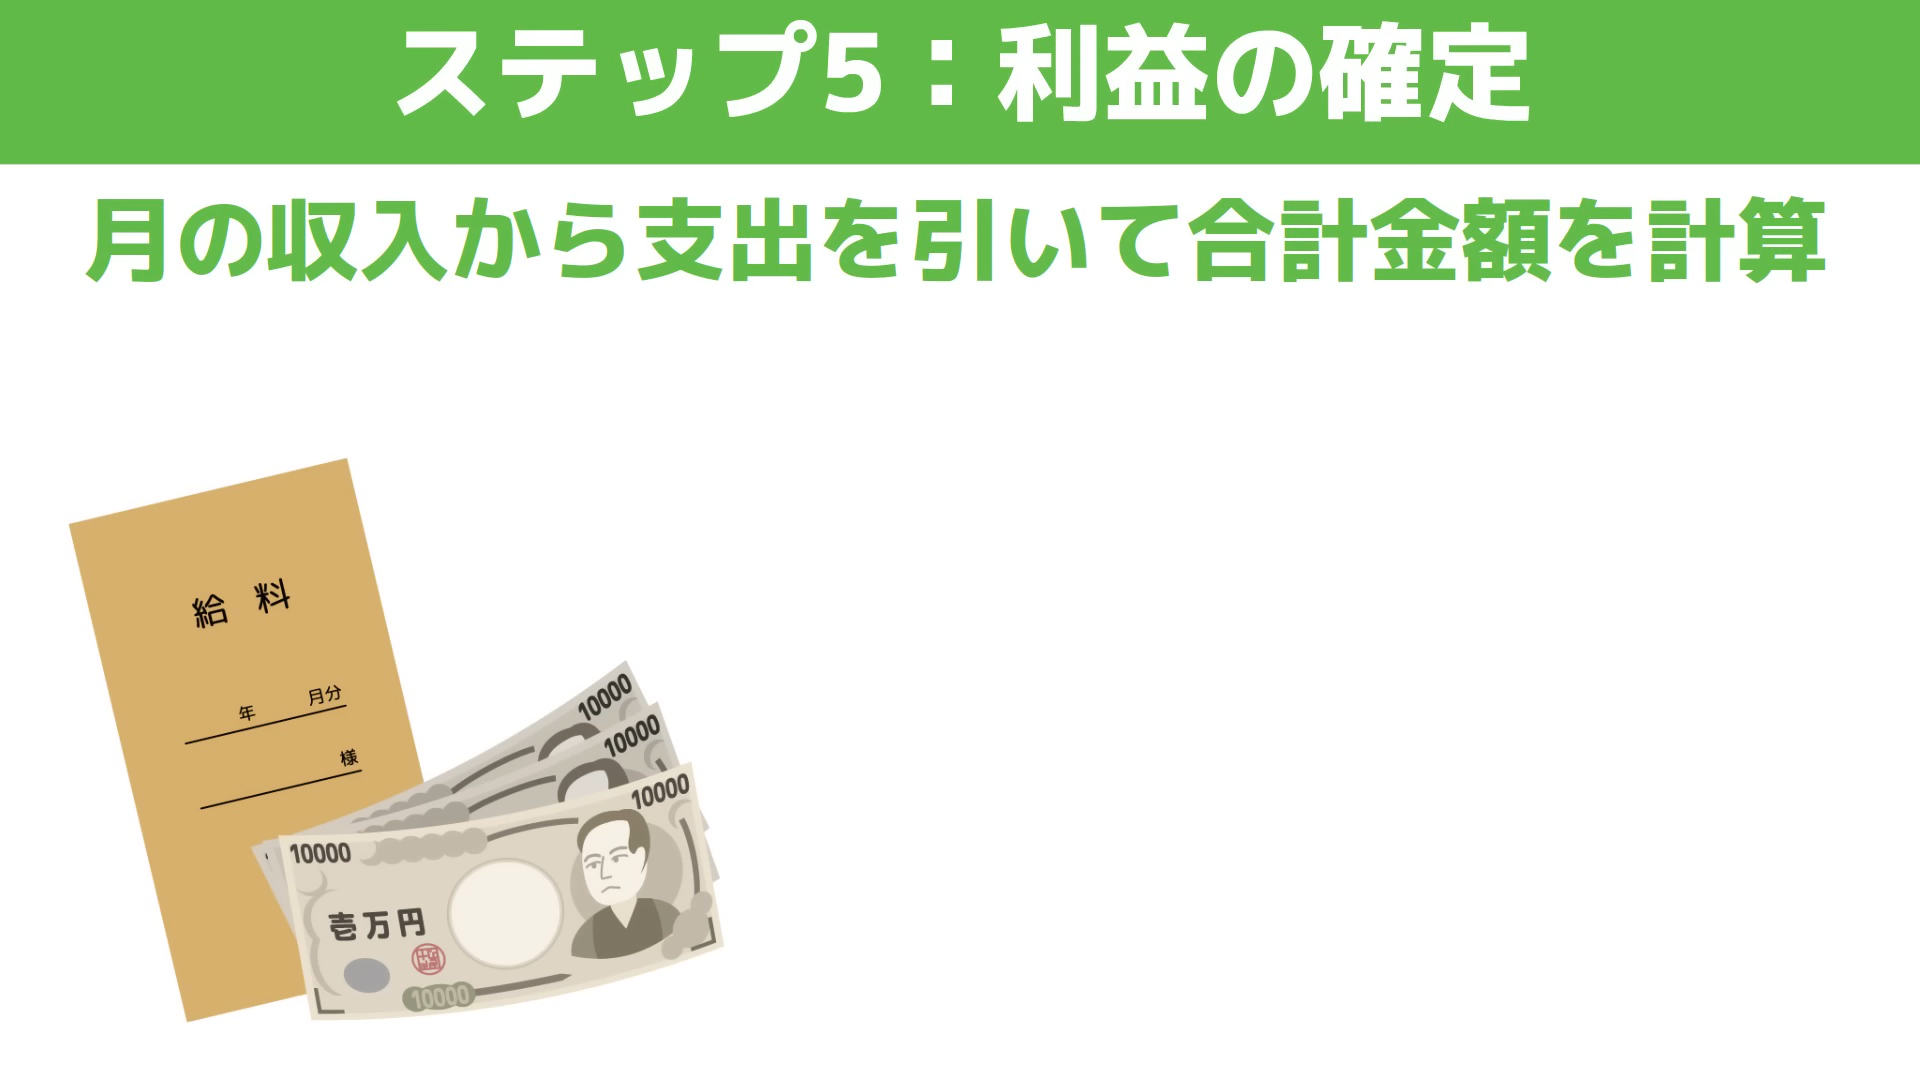 ステップ5：利益の確定
月の収入から支出を引いて合計金額を計算
給 料
年 月分
様
10000
10000
10000
10000
壱万円
10000